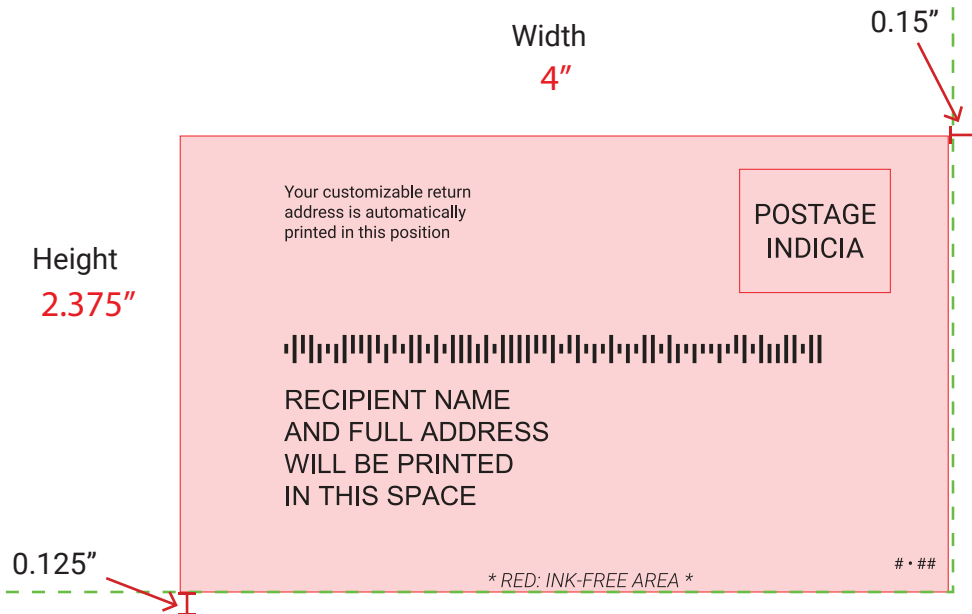 0.15”
Width
4”
Your customizable return
address is automatically
printed in this position
POSTAGE
INDICIA
Height
2.375”
RECIPIENT NAME
AND FULL ADDRESS
WILL BE PRINTED
IN THIS SPACE
0.125”
# • ##
* RED: INK-FREE AREA *